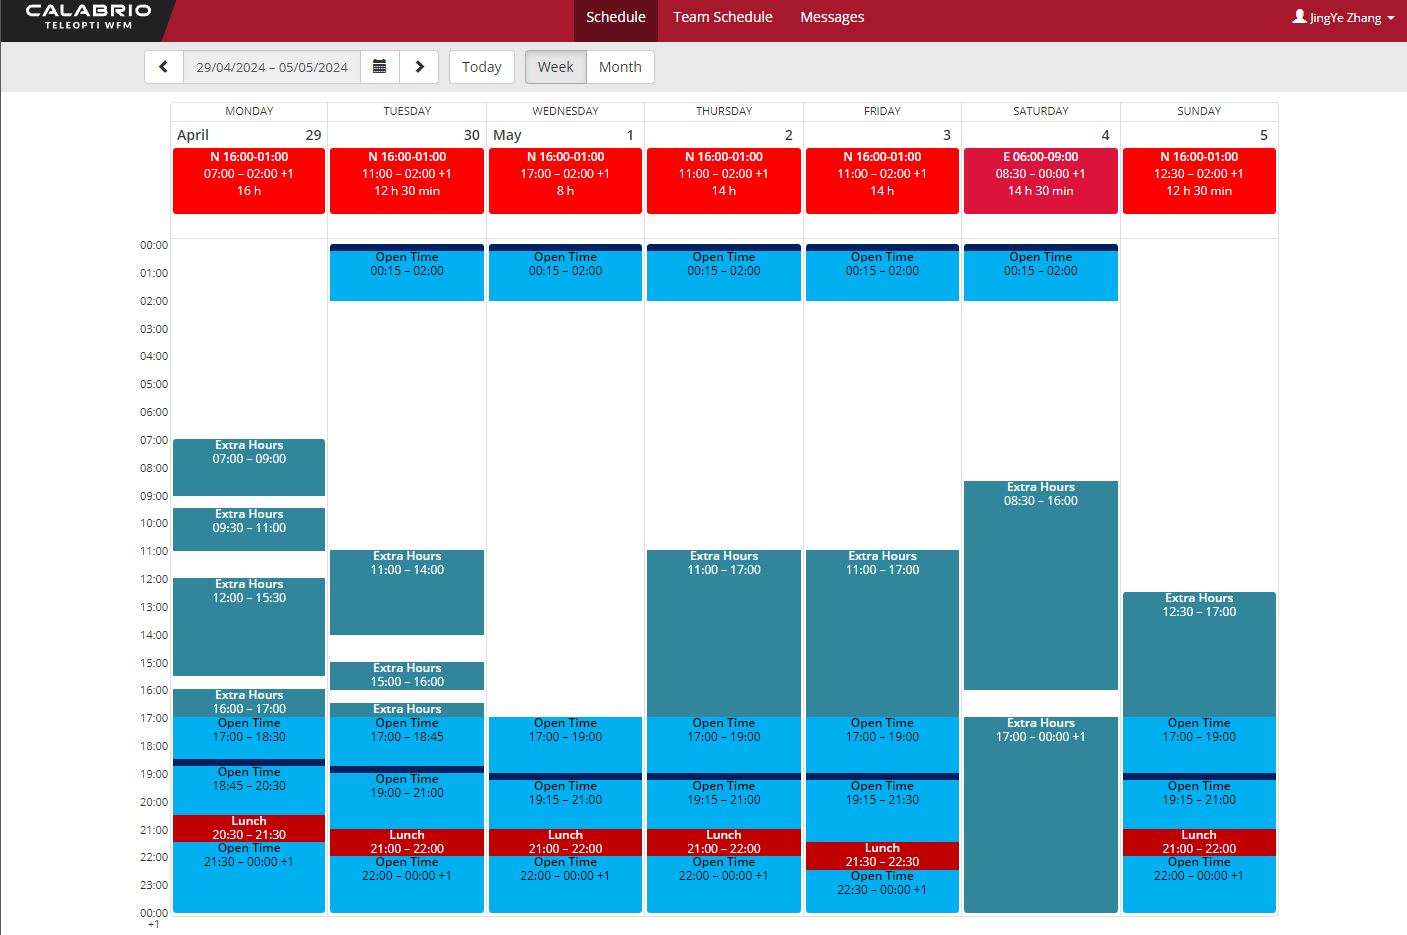 CALABRIO
TELEOPTI WFM
Schedule
Team Schedule
Messages
JingYe Zhang
29/04/2024 – 05/05/2024
Today
Week
Month
MONDAY
TUESDAY
WEDNESDAY
THURSDAY
FRIDAY
SATURDAY
SUNDAY
April 29
30
May 1
2
3
4
5
N 16:00-01:00
07:00 – 02:00 +1
16 h
N 16:00-01:00
11:00 – 02:00 +1
12 h 30 min
N 16:00-01:00
17:00 – 02:00 +1
8 h
N 16:00-01:00
11:00 – 02:00 +1
14 h
N 16:00-01:00
11:00 – 02:00 +1
14 h
E 06:00-09:00
08:30 – 00:00 +1
14 h 30 min
N 16:00-01:00
12:30 – 02:00 +1
12 h 30 min
00:00
01:00
02:00
03:00
04:00
05:00
06:00
07:00
08:00
09:00
10:00
11:00
12:00
13:00
14:00
15:00
16:00
17:00
18:00
19:00
20:00
21:00
22:00
23:00
00:00
+1
Extra Hours
07:00 – 09:00
Extra Hours
09:30 – 11:00
Extra Hours
12:00 – 15:30
Extra Hours
16:00 – 17:00
Open Time
17:00 – 18:30
Open Time
18:45 – 20:30
Lunch
20:30 – 21:30
Open Time
21:30 – 00:00 +1
Open Time
00:15 – 02:00
Extra Hours
11:00 – 14:00
Extra Hours
15:00 – 16:00
Extra Hours
Open Time
17:00 – 18:45
Open Time
19:00 – 21:00
Lunch
21:00 – 22:00
Open Time
22:00 – 00:00 +1
Open Time
00:15 – 02:00
Open Time
17:00 – 19:00
Open Time
19:15 – 21:00
Lunch
21:00 – 22:00
Open Time
22:00 – 00:00 +1
Open Time
00:15 – 02:00
Extra Hours
11:00 – 17:00
Open Time
17:00 – 19:00
Open Time
19:15 – 21:00
Lunch
21:00 – 22:00
Open Time
22:00 – 00:00 +1
Open Time
00:15 – 02:00
Extra Hours
11:00 – 17:00
Open Time
17:00 – 19:00
Open Time
19:15 – 21:30
Lunch
21:30 – 22:30
Open Time
22:30 – 00:00 +1
Open Time
00:15 – 02:00
Extra Hours
08:30 – 16:00
Extra Hours
17:00 – 00:00 +1
Extra Hours
12:30 – 17:00
Open Time
17:00 – 19:00
Open Time
19:15 – 21:00
Lunch
21:00 – 22:00
Open Time
22:00 – 00:00 +1